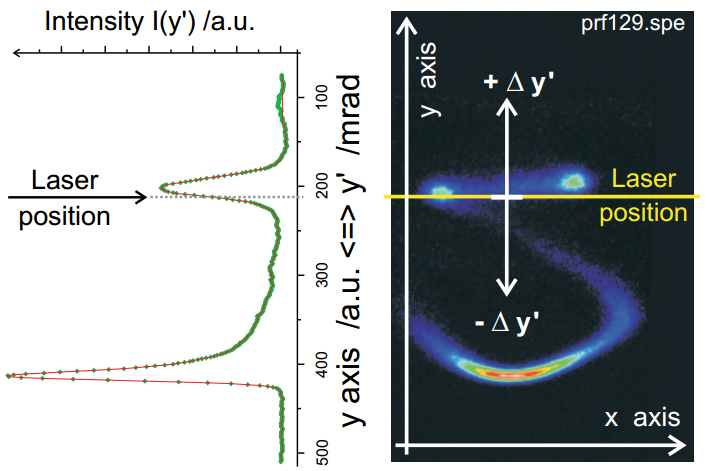 Intensity I(y') /a.u.
100
200
300
400
500
y axis /a.u. <=> y' /mrad
Laser
position
prf129.spe
y axis
+ Δ y'
Laser
position
- Δ y'
x axis